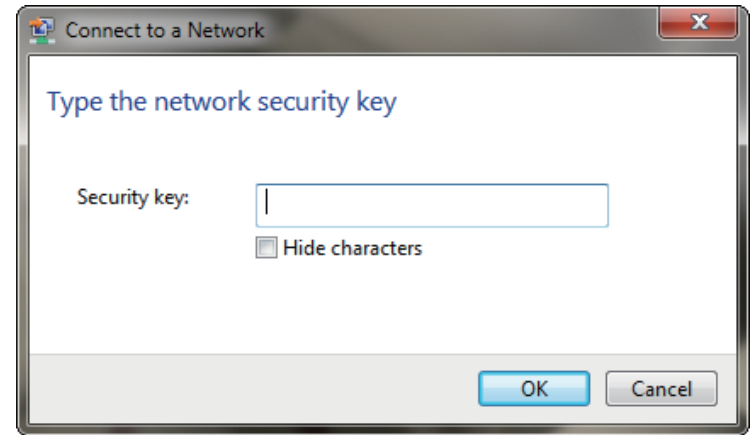 Connect to a Network
Type the network security key
Security key:
Hide characters
OK Cancel